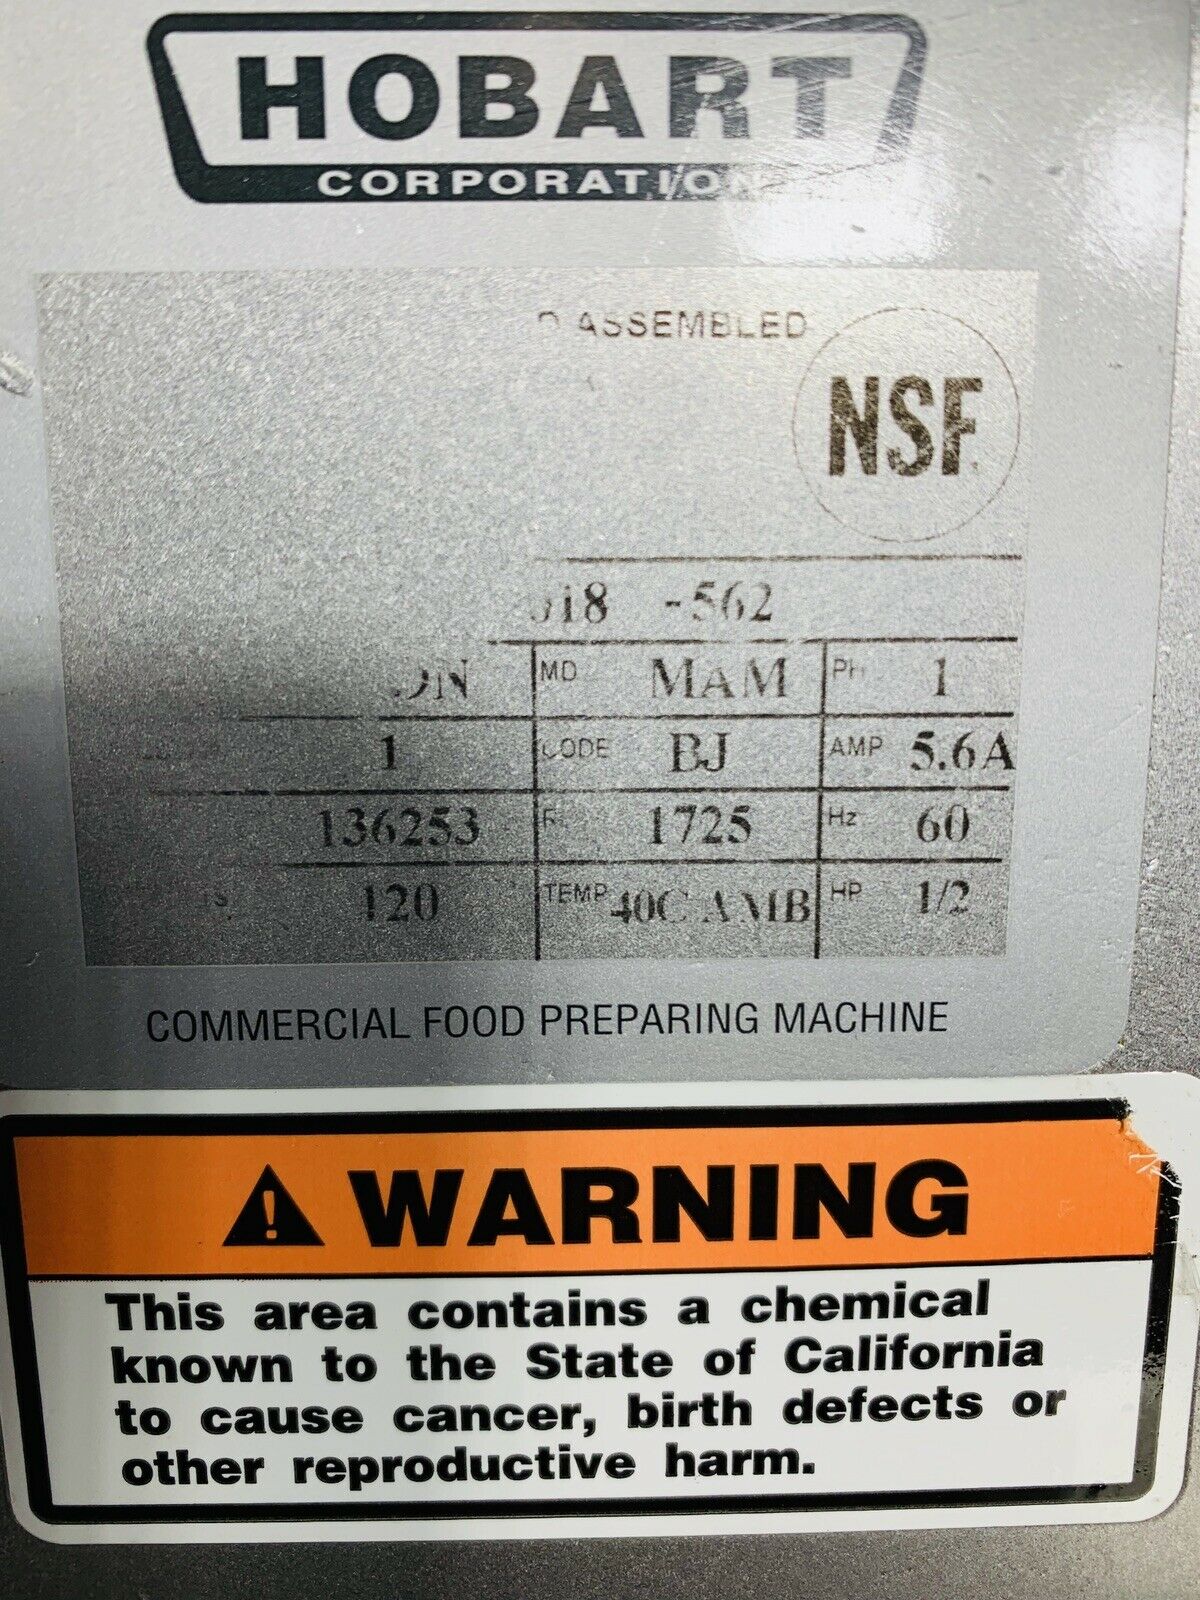 HOBART
CORPORATION
ASSEMBLED
NSF
-562
MD MAM PH 1
1 CODE BJ AMP 5.6A
136253 1725 Hz 60
120 TEMP 40C AMB HP 1/2
COMMERCIAL FOOD PREPARING MACHINE
WARNING
This area contains a chemical
known to the State of California
to cause cancer, birth defects or
other reproductive harm.